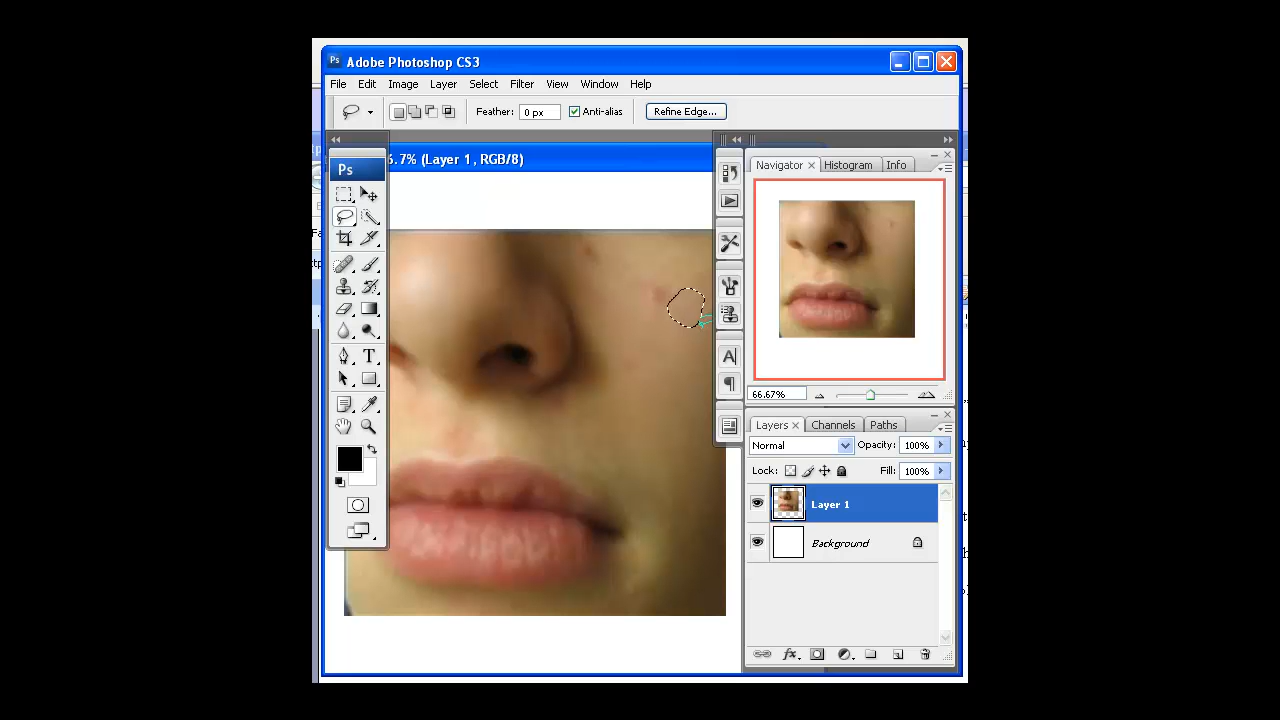 Ps Adobe Photoshop CS3
File Edit Image Layer Select Filter View Window Help
Feather: 0 px Anti-alias Refine Edge...
6.7% (Layer 1, RGB/8)
Ps
Navigator Histogram Info
66.67%
Layers Channels Paths
Normal Opacity: 100%
Lock: Fill: 100%
Layer 1
Background